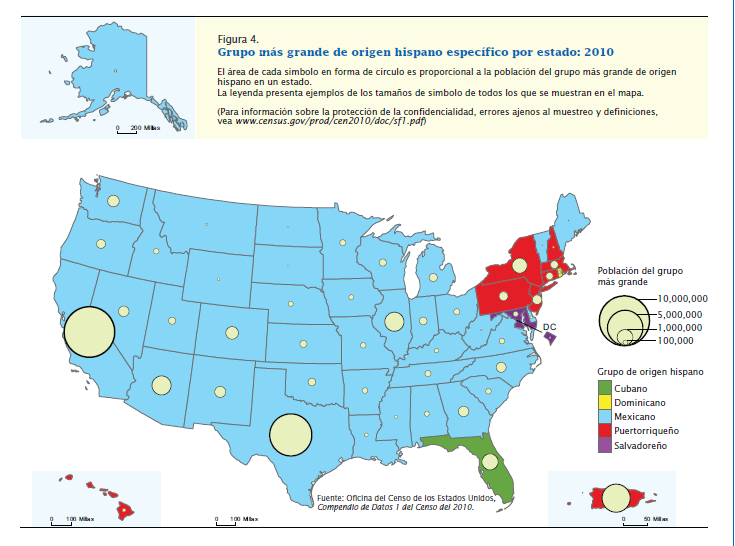 Figura 4.
Grupo más grande de origen hispano específico por estado: 2010
El área de cada símbolo en forma de círculo es proporcional a la población del grupo más grande de origen
hispano en un estado.
La leyenda presenta ejemplos de los tamaños de símbolo de todos los que se muestran en el mapa.
(Para información sobre la protección de la confidencialidad, errores ajenos al muestreo y definiciones,
vea www.census.gov/prod/cen2010/doc/sf1.pdf)
0 200 Millas
Población del grupo
más grande
10,000,000
5,000,000
1,000,000
100,000
DC
Grupo de origen hispano
Cubano
Dominicano
Mexicano
Puertorriqueño
Salvadoreño
Fuente: Oficina del Censo de los Estados Unidos,
Compendio de Datos 1 del Censo del 2010.
0 100 Millas
0 100 Millas
0 50 Millas